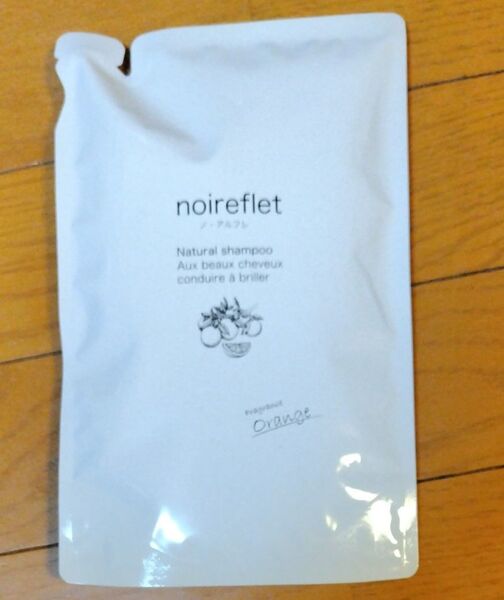 noireflet
ノ・アルフレ
Natural shampoo
Aux beaux cheveux
conduire à briller
orange